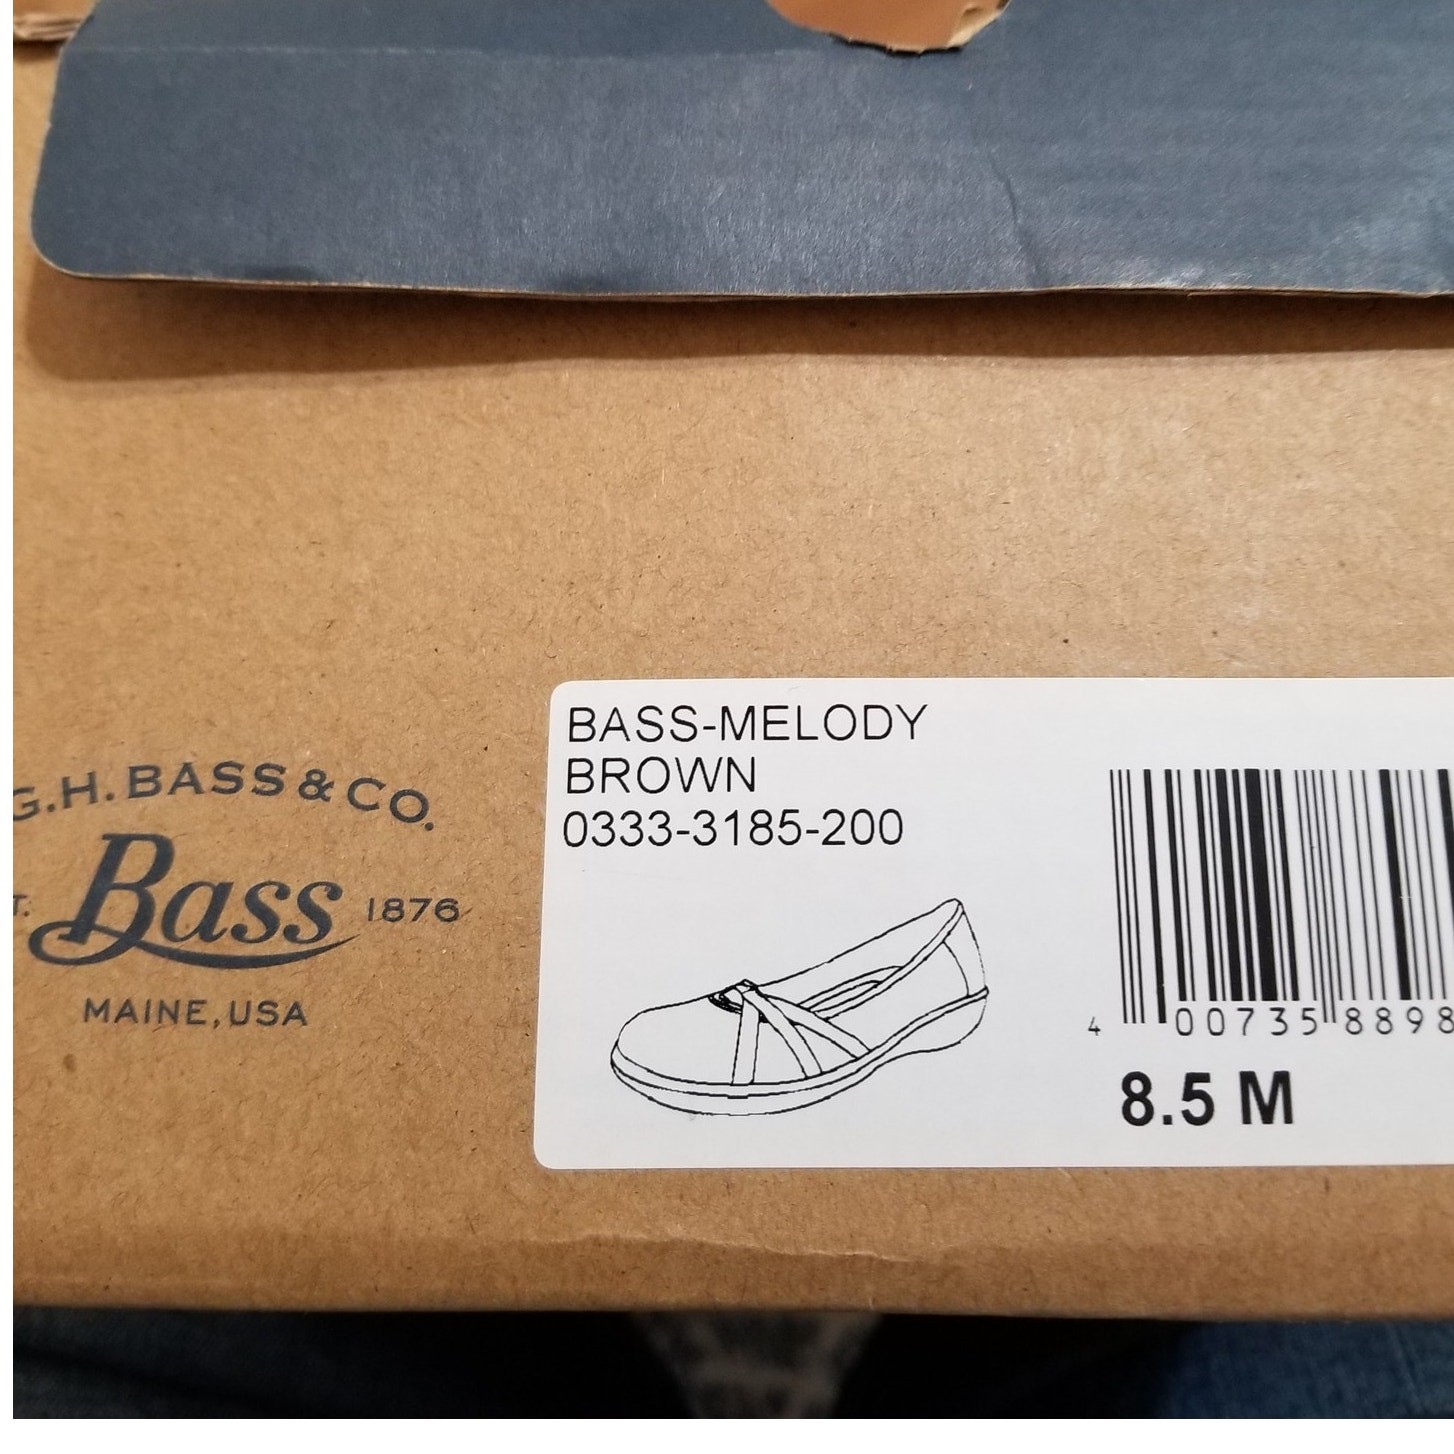 G.H. BASS & CO.
Bass
1876
MAINE, USA
BASS-MELODY
BROWN
0333-3185-200
4 00735 8898
8.5 M